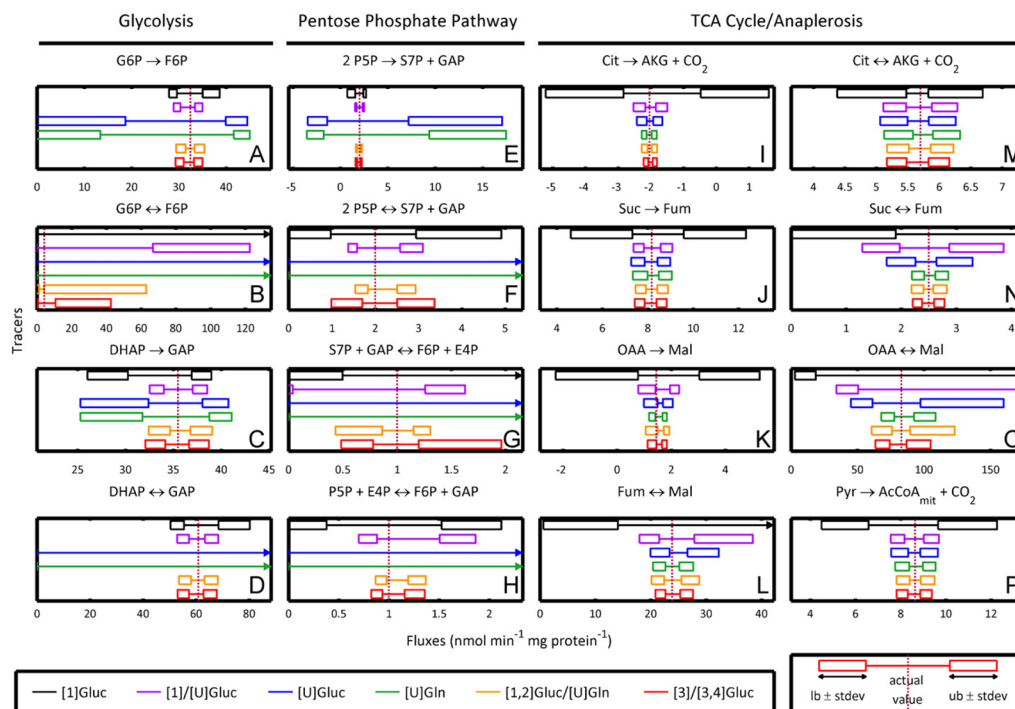 Glycolysis Pentose Phosphate Pathway TCA Cycle/Anaplerosis
G6P → F6P 2 P5P → S7P + GAP Cit → AKG + CO₂ Cit ↔ AKG + CO₂
A E I M
0 10 20 30 40 -5 0 5 10 15 -5 -4 -3 -2 -1 0 1 4 4.5 5 5.5 6 6.5 7
G6P ↔ F6P 2 P5P ↔ S7P + GAP Suc → Fum Suc ↔ Fum
B F J N
0 20 40 60 80 100 120 0 1 2 3 4 5 4 6 8 10 12 0 1 2 3 4
Tracers
DHAP → GAP S7P + GAP ↔ F6P + E4P OAA → Mal OAA ↔ Mal
C G K O
25 30 35 40 45 0 0.5 1 1.5 2 -2 0 2 4 0 50 100 150
DHAP ↔ GAP P5P + E4P ↔ F6P + GAP Fum ↔ Mal Pyr → AcCoA_mit + CO₂
D H L P
0 20 40 60 80 0 0.5 1 1.5 2 0 10 20 30 40 4 6 8 10 12
Fluxes (nmol min⁻¹ mg protein⁻¹)
[1]Gluc [1]/[U]Gluc [U]Gluc [U]Gln [1,2]Gluc/[U]Gln [3]/[3,4]Gluc
lb ± stdev actual value ub ± stdev